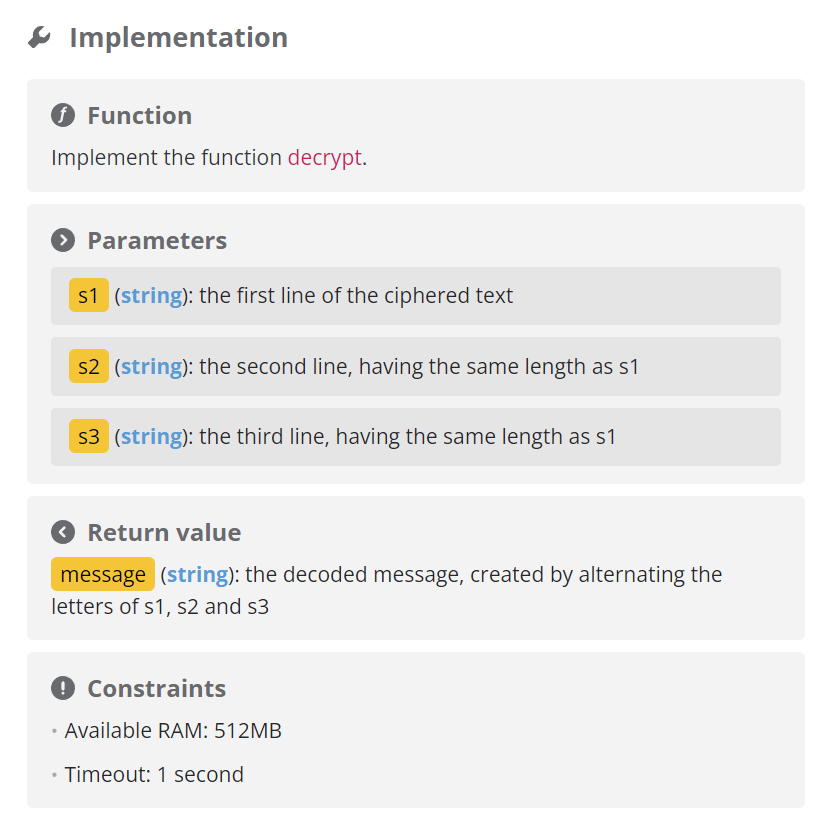 Implementation
Function
Implement the function decrypt.
Parameters
s1 (string): the first line of the ciphered text
s2 (string): the second line, having the same length as s1
s3 (string): the third line, having the same length as s1
Return value
message (string): the decoded message, created by alternating the
letters of s1, s2 and s3
Constraints
• Available RAM: 512MB
• Timeout: 1 second